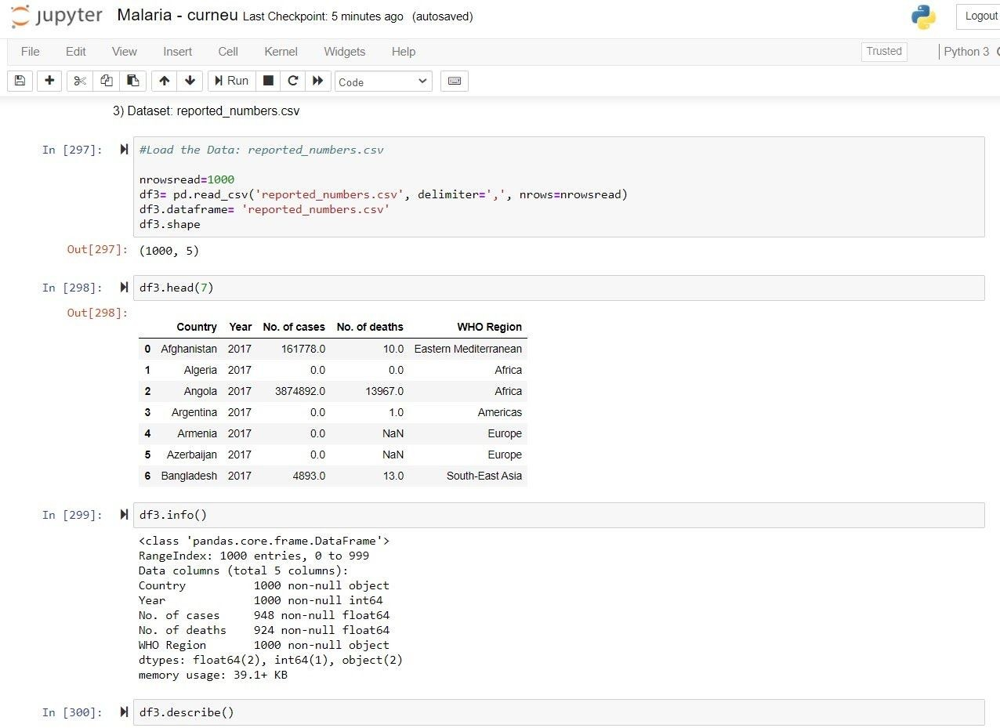 jupyter Malaria - curneu Last Checkpoint: 5 minutes ago (autosaved) Logout
File Edit View Insert Cell Kernel Widgets Help Trusted Python 3
Run Code
3) Dataset: reported_numbers.csv
In [297]: #Load the Data: reported_numbers.csv
nrowsread=1000
df3= pd.read_csv('reported_numbers.csv', delimiter=',', nrows=nrowsread)
df3.dataframe= 'reported_numbers.csv'
df3.shape
Out[297]: (1000, 5)
In [298]: df3.head(7)
Out[298]:
Country Year No. of cases No. of deaths WHO Region
0 Afghanistan 2017 161778.0 10.0 Eastern Mediterranean
1 Algeria 2017 0.0 0.0 Africa
2 Angola 2017 3874892.0 13967.0 Africa
3 Argentina 2017 0.0 1.0 Americas
4 Armenia 2017 0.0 NaN Europe
5 Azerbaijan 2017 0.0 NaN Europe
6 Bangladesh 2017 4893.0 13.0 South-East Asia
In [299]: df3.info()
<class 'pandas.core.frame.DataFrame'>
RangeIndex: 1000 entries, 0 to 999
Data columns (total 5 columns):
Country 1000 non-null object
Year 1000 non-null int64
No. of cases 948 non-null float64
No. of deaths 924 non-null float64
WHO Region 1000 non-null object
dtypes: float64(2), int64(1), object(2)
memory usage: 39.1+ KB
In [300]: df3.describe()